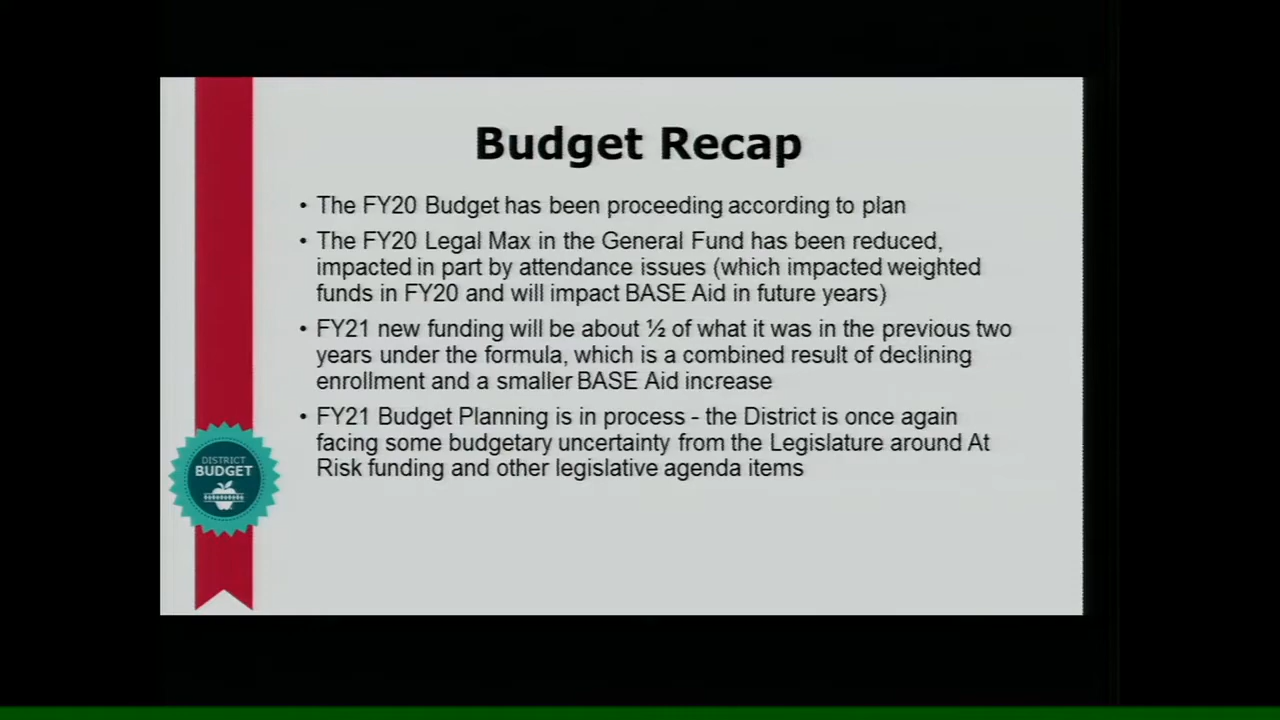 Budget Recap
• The FY20 Budget has been proceeding according to plan
• The FY20 Legal Max in the General Fund has been reduced,
impacted in part by attendance issues (which impacted weighted
funds in FY20 and will impact BASE Aid in future years)
• FY21 new funding will be about ½ of what it was in the previous two
years under the formula, which is a combined result of declining
enrollment and a smaller BASE Aid increase
• FY21 Budget Planning is in process - the District is once again
facing some budgetary uncertainty from the Legislature around At
Risk funding and other legislative agenda items
DISTRICT
BUDGET